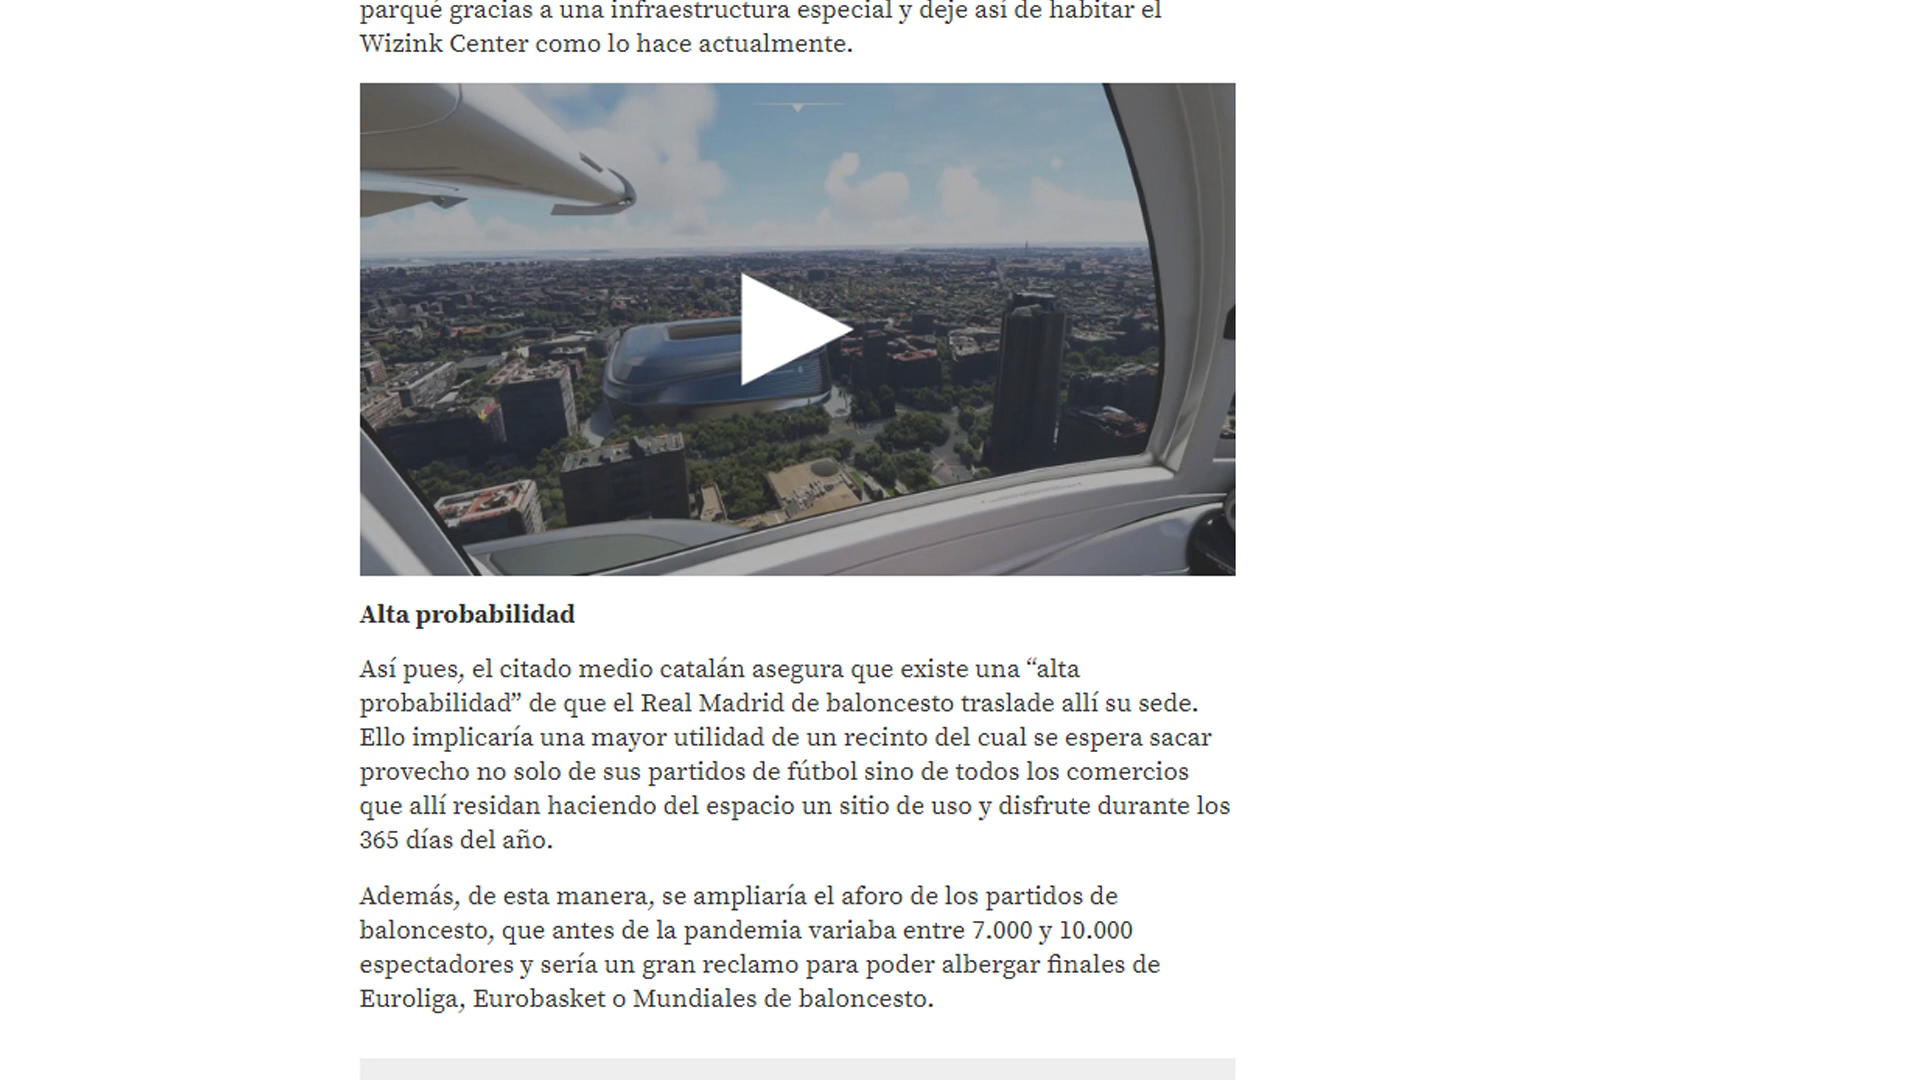 parqué gracias a una infraestructura especial y deje así de habitar el
Wizink Center como lo hace actualmente.
Alta probabilidad
Así pues, el citado medio catalán asegura que existe una “alta
probabilidad” de que el Real Madrid de baloncesto traslade allí su sede.
Ello implicaría una mayor utilidad de un recinto del cual se espera sacar
provecho no solo de sus partidos de fútbol sino de todos los comercios
que allí residan haciendo del espacio un sitio de uso y disfrute durante los
365 días del año.
Además, de esta manera, se ampliaría el aforo de los partidos de
baloncesto, que antes de la pandemia variaba entre 7.000 y 10.000
espectadores y sería un gran reclamo para poder albergar finales de
Euroliga, Eurobasket o Mundiales de baloncesto.